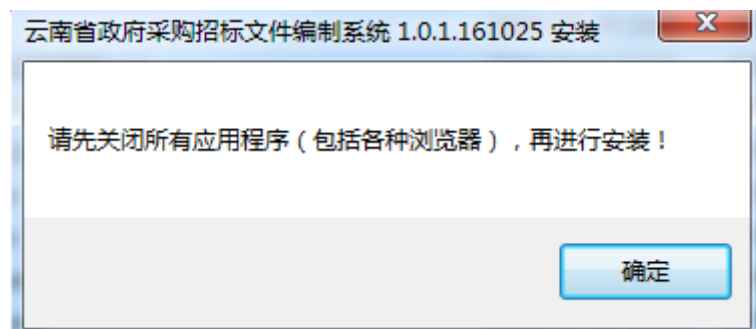 云南省政府采购招标文件编制系统 1.0.1.161025 安装
请先关闭所有应用程序（包括各种浏览器），再进行安装！
确定